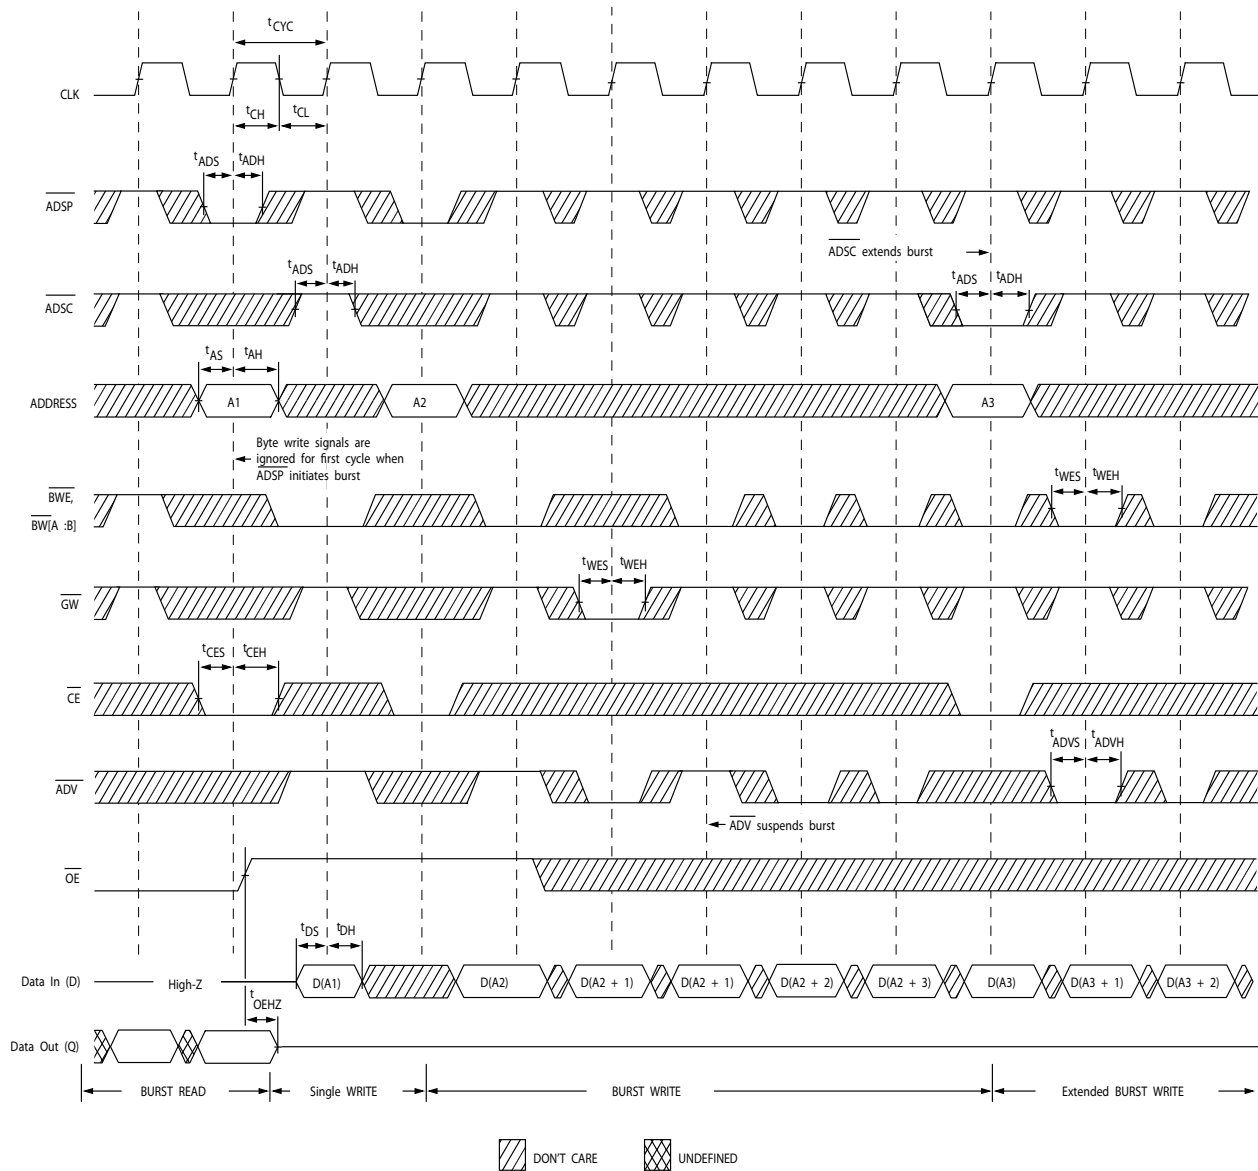 tCYC
CLK
tCH
tCL
tADS
tADH
ADSP
ADSC extends burst
tADS
tADH
tADS
tADH
ADSC
tAS
tAH
ADDRESS
A1
A2
A3
Byte write signals are
ignored for first cycle when
ADSP initiates burst
BWE,
BW[A :B]
tWES
tWEH
tWES
tWEH
GW
tCES
tCEH
CE
tADVS
tADVH
ADV
ADV suspends burst
OE
tDS
tDH
Data In (D)
High-Z
D(A1)
D(A2)
D(A2 + 1)
D(A2 + 1)
D(A2 + 2)
D(A2 + 3)
D(A3)
D(A3 + 1)
D(A3 + 2)
tOEHZ
Data Out (Q)
BURST READ
Single WRITE
BURST WRITE
Extended BURST WRITE
DON'T CARE
UNDEFINED